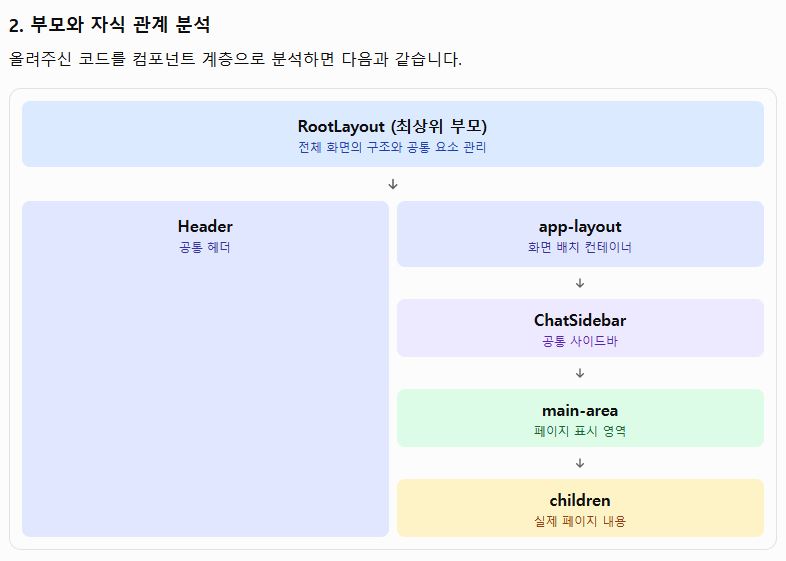 2. 부모와 자식 관계 분석
올려주신 코드를 컴포넌트 계층으로 분석하면 다음과 같습니다.
RootLayout (최상위 부모)
전체 화면의 구조와 공통 요소 관리
↓
Header
공통 헤더
app-layout
화면 배치 컨테이너
↓
ChatSidebar
공통 사이드바
↓
main-area
페이지 표시 영역
↓
children
실제 페이지 내용